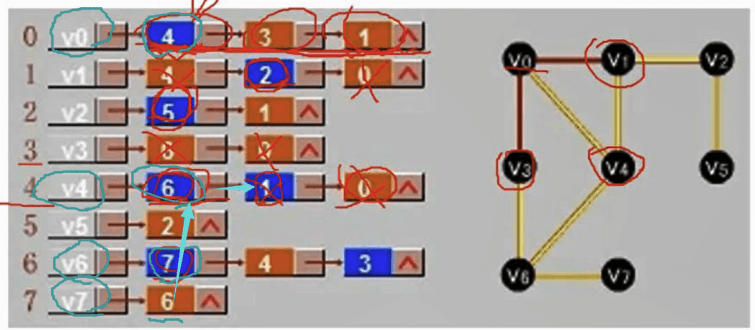 0 v0 4 3 1 ^
1 v1 4 2 0 ^
2 v2 5 1 ^
3 v3 ^
4 v4 6 1 0 ^
5 v5 2 ^
6 v6 7 4 3 ^
7 v7 6 ^
V0 V1 V2
V3 V4 V5
V6 V7